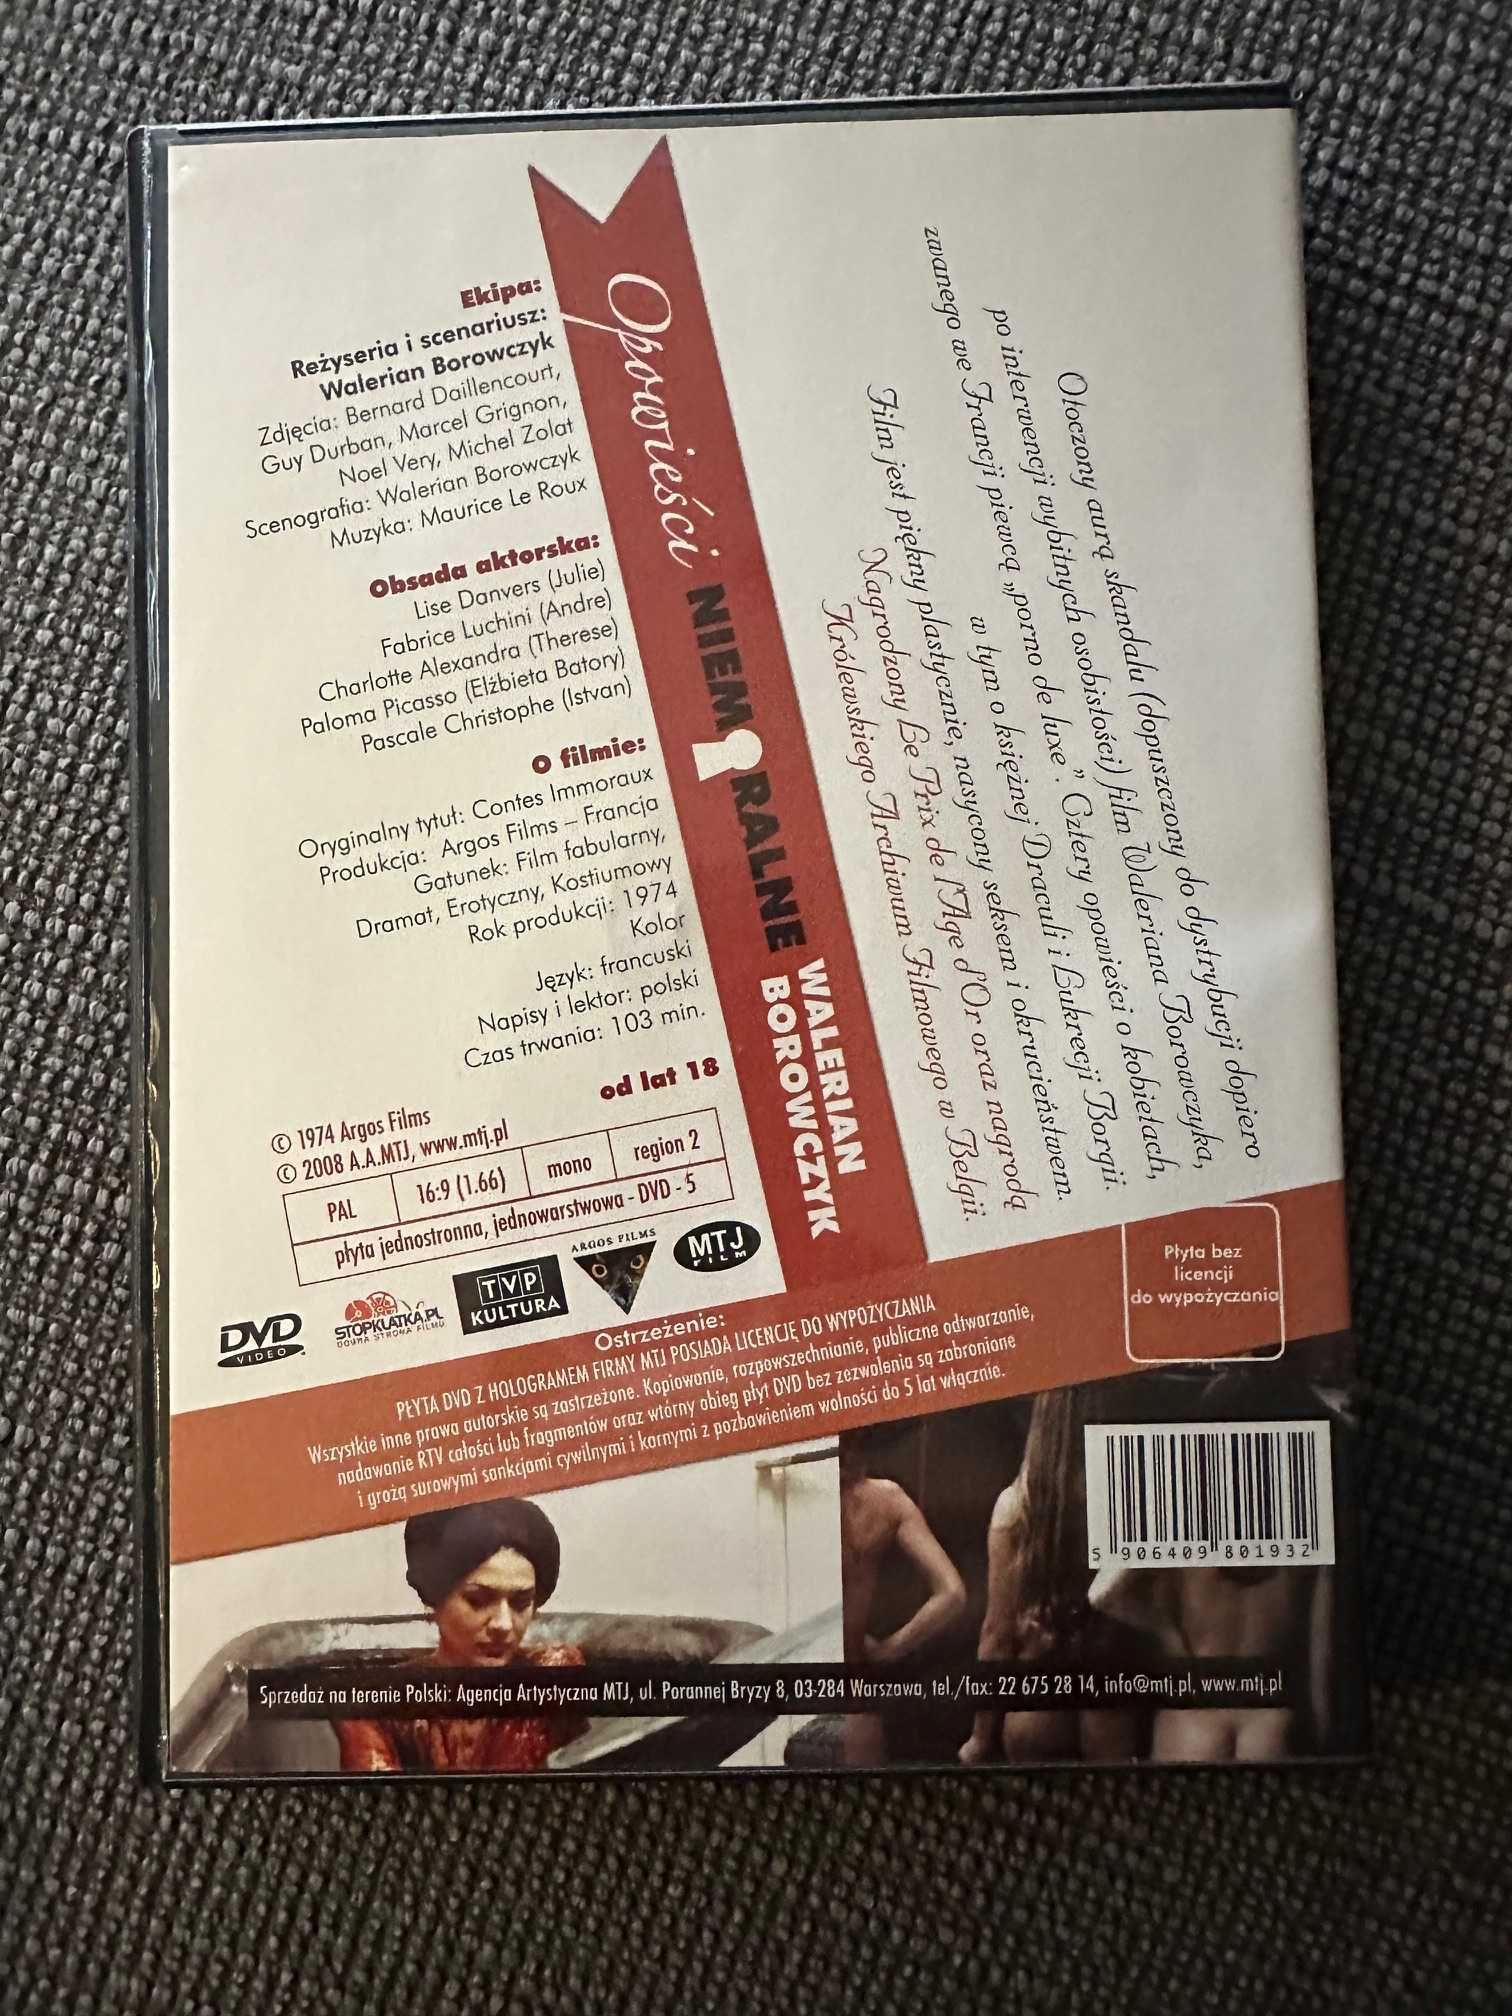 Ekipa:
Reżyseria i scenariusz:
Walerian Borowczyk
Zdjęcia: Bernard Daillencourt,
Guy Durban, Marcel Grignon,
Noel Very, Michel Zolat
Scenografia: Walerian Borowczyk
Muzyka: Maurice Le Roux
Obsada aktorska:
Lise Danvers (Julie)
Fabrice Luchini (Andre)
Charlotte Alexandra (Therese)
Paloma Picasso (Elżbieta Batory)
Pascale Christophe (Istvan)
O filmie:
Oryginalny tytuł: Contes Immoraux
Produkcja: Argos Films – Francja
Gatunek: Film fabularny,
Dramat, Erotyczny, Kostiumowy
Rok produkcji: 1974
Kolor
Język: francuski
Napisy i lektor: polski
Czas trwania: 103 min.
od lat 18
© 1974 Argos Films
© 2008 A.A.MTJ, www.mtj.pl
PAL 16:9 (1.66) mono region 2
płyta jednostronna, jednowarstwowa - DVD - 5
DVD
VIDEO
STOPKLATKA.PL
DOBRA STRONA FILMU
TVP
KULTURA
ARGOS FILMS
MTJ
FILM
Opowieści NIEMORALNE
WALERIAN
BOROWCZYK
Otoczony aurą skandalu (dopuszczony do dystrybucji dopiero
po interwencji wybitnych osobistości) film Waleriana Borowczyka,
zwanego we Francji piewcą „porno de luxe". Cztery opowieści o kobietach,
w tym o księżnej Draculi i Lukrecji Borgii.
Film jest piękny plastycznie, nasycony seksem i okrucieństwem.
Nagrodzony Le Prix de l'Age d'Or oraz nagrodą
Królewskiego Archiwum Filmowego w Belgii.
Płyta bez
licencji
do wypożyczania
Ostrzeżenie:
PŁYTA DVD Z HOLOGRAMEM FIRMY MTJ POSIADA LICENCJĘ DO WYPOŻYCZANIA
Wszystkie inne prawa autorskie są zastrzeżone. Kopiowanie, rozpowszechnianie, publiczne odtwarzanie,
nadawanie RTV całości lub fragmentów oraz wtórny obieg płyt DVD bez zezwolenia są zabronione
i grożą surowymi sankcjami cywilnymi i karnymi z pozbawieniem wolności do 5 lat włącznie.
5 906409 801932
Sprzedaż na terenie Polski: Agencja Artystyczna MTJ, ul. Porannej Bryzy 8, 03-284 Warszawa, tel./fax: 22 675 28 14, info@mtj.pl, www.mtj.pl